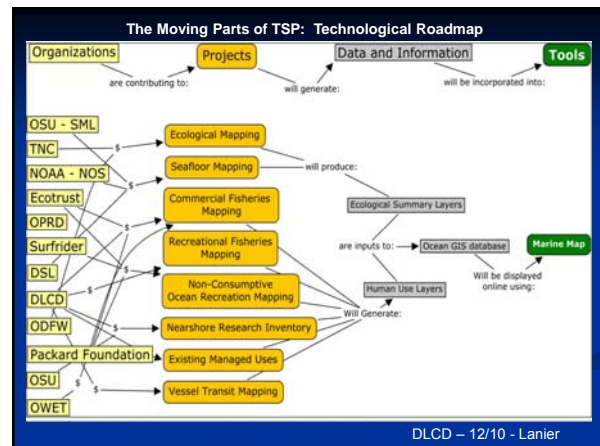 The Moving Parts of TSP: Technological Roadmap
Organizations
Projects
Data and Information
Tools
are contributing to:
will generate:
will be incorporated into:
OSU - SML
TNC
NOAA - NOS
Ecotrust
OPRD
Surfrider
DSL
DLCD
ODFW
Packard Foundation
OSU
OWET
$
$
$
$
$
$
$
$
$
Ecological Mapping
Seafloor Mapping
Commercial Fisheries
Mapping
Recreational Fisheries
Mapping
Non-Consumptive
Ocean Recreation Mapping
Nearshore Research Inventory
Existing Managed Uses
Vessel Transit Mapping
will produce:
Ecological Summary Layers
are inputs to:
Ocean GIS database
Marine Map
Will be displayed
online using:
Human Use Layers
Will Generate:
DLCD – 12/10 - Lanier